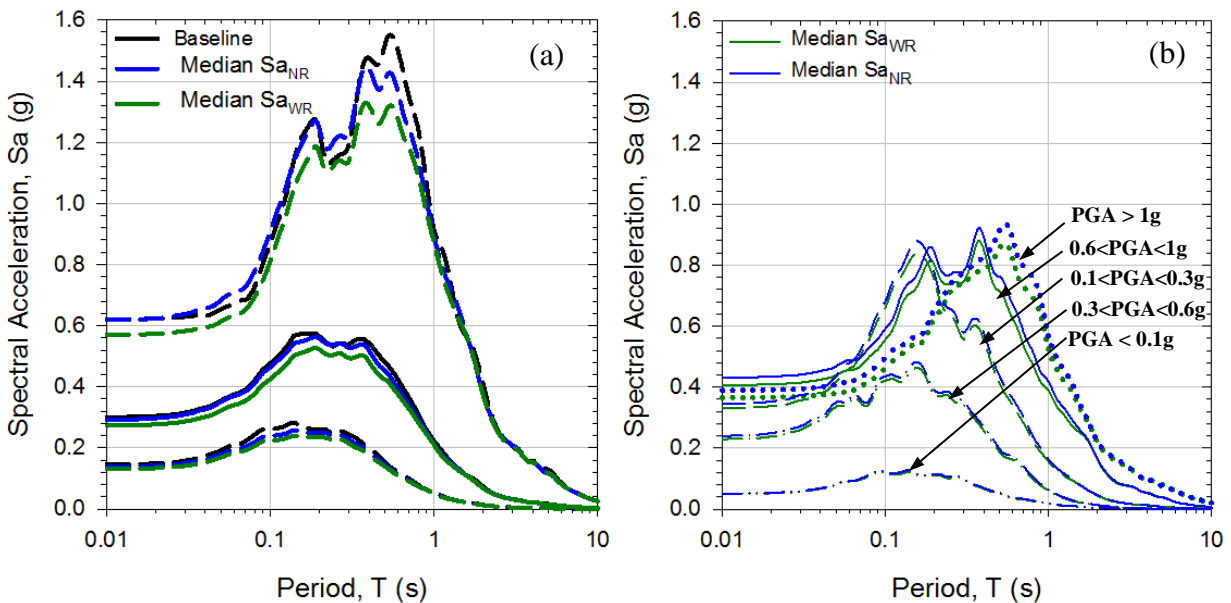 1.6
1.4
1.2
1.0
0.8
0.6
0.4
0.2
0.0
0.01
0.1
1
10
Spectral Acceleration, Sa (g)
Period, T (s)
Baseline
Median SaNR
Median SaWR
(a)
1.6
1.4
1.2
1.0
0.8
0.6
0.4
0.2
0.0
0.01
0.1
1
10
Spectral Acceleration, Sa (g)
Period, T (s)
Median SaWR
Median SaNR
(b)
PGA > 1g
0.6<PGA<1g
0.1<PGA<0.3g
0.3<PGA<0.6g
PGA < 0.1g